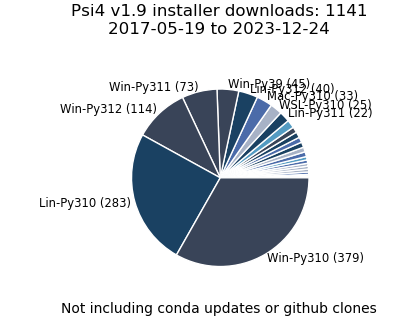 Psi4 v1.9 installer downloads: 1141
2017-05-19 to 2023-12-24
Win-Py311 (73)
Win-Py39 (45)
Lin-Py312 (40)
Mac-Py310 (33)
WSL-Py310 (25)
Lin-Py311 (22)
Win-Py312 (114)
Lin-Py310 (283)
Win-Py310 (379)
Not including conda updates or github clones